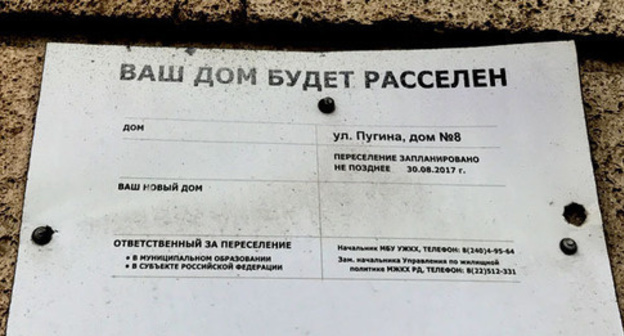 ВАШ ДОМ БУДЕТ РАССЕЛЕН
ДОМ
ул. Пугина, дом №8
ПЕРЕСЕЛЕНИЕ ЗАПЛАНИРОВАНО
НЕ ПОЗДНЕЕ 30.08.2017 г.
ВАШ НОВЫЙ ДОМ
ОТВЕТСТВЕННЫЙ ЗА ПЕРЕСЕЛЕНИЕ
• В МУНИЦИПАЛЬНОМ ОБРАЗОВАНИИ
• В СУБЪЕКТЕ РОССИЙСКОЙ ФЕДЕРАЦИИ
Начальник МБУ УЖКХ, ТЕЛЕФОН: 8(240)4-95-64
Зам. начальника Управления по жилищной
политике МЖКХ РД, ТЕЛЕФОН: 8(22)512-331